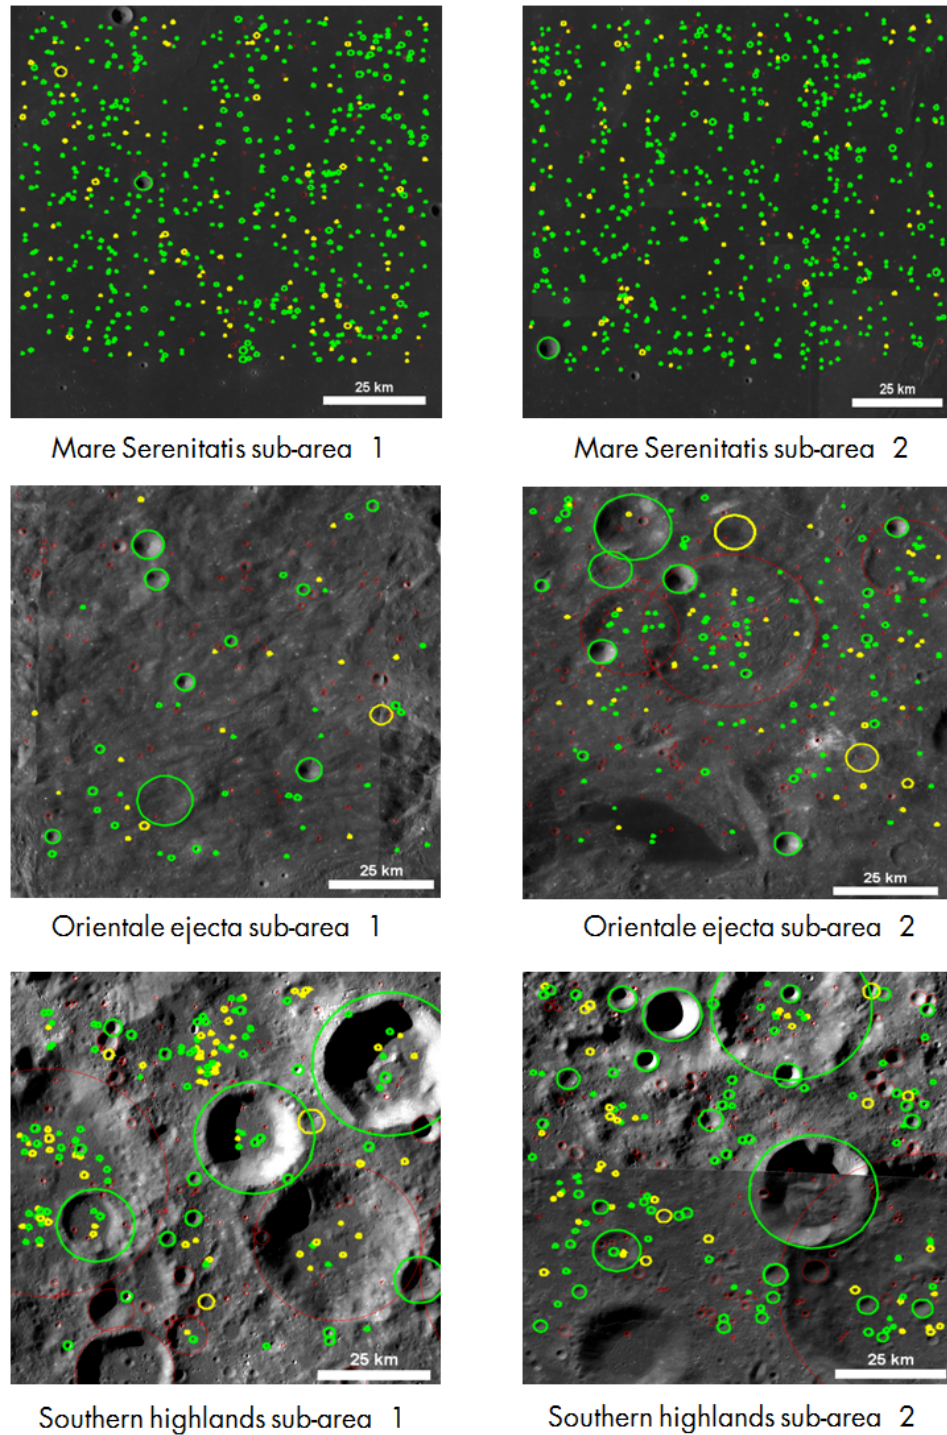 25 km
25 km
Mare Serenitatis sub-area 1
Mare Serenitatis sub-area 2
25 km
25 km
Orientale ejecta sub-area 1
Orientale ejecta sub-area 2
25 km
25 km
Southern highlands sub-area 1
Southern highlands sub-area 2